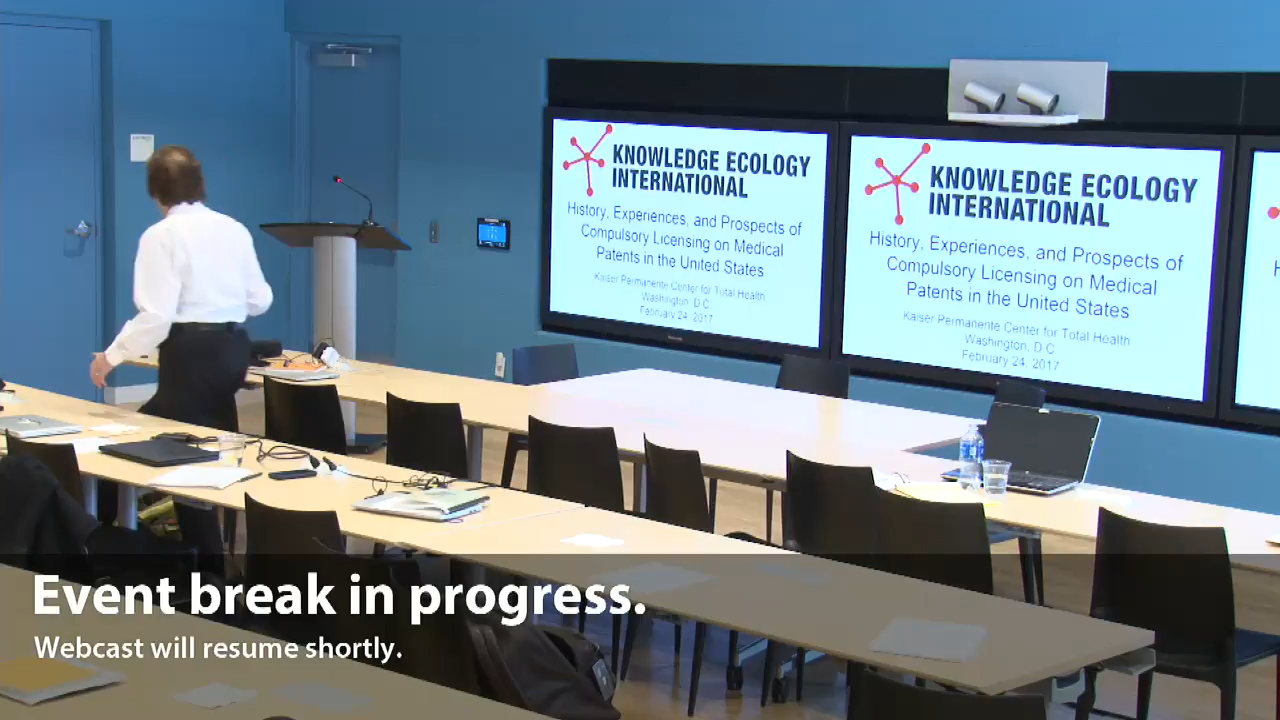 KNOWLEDGE ECOLOGY
INTERNATIONAL
History, Experiences, and Prospects of
Compulsory Licensing on Medical
Patents in the United States
Kaiser Permanente Center for Total Health
Washington, D.C.
February 24, 2017
KNOWLEDGE ECOLOGY
INTERNATIONAL
History, Experiences, and Prospects of
Compulsory Licensing on Medical
Patents in the United States
Kaiser Permanente Center for Total Health
Washington, D.C.
February 24, 2017
H
Event break in progress.
Webcast will resume shortly.